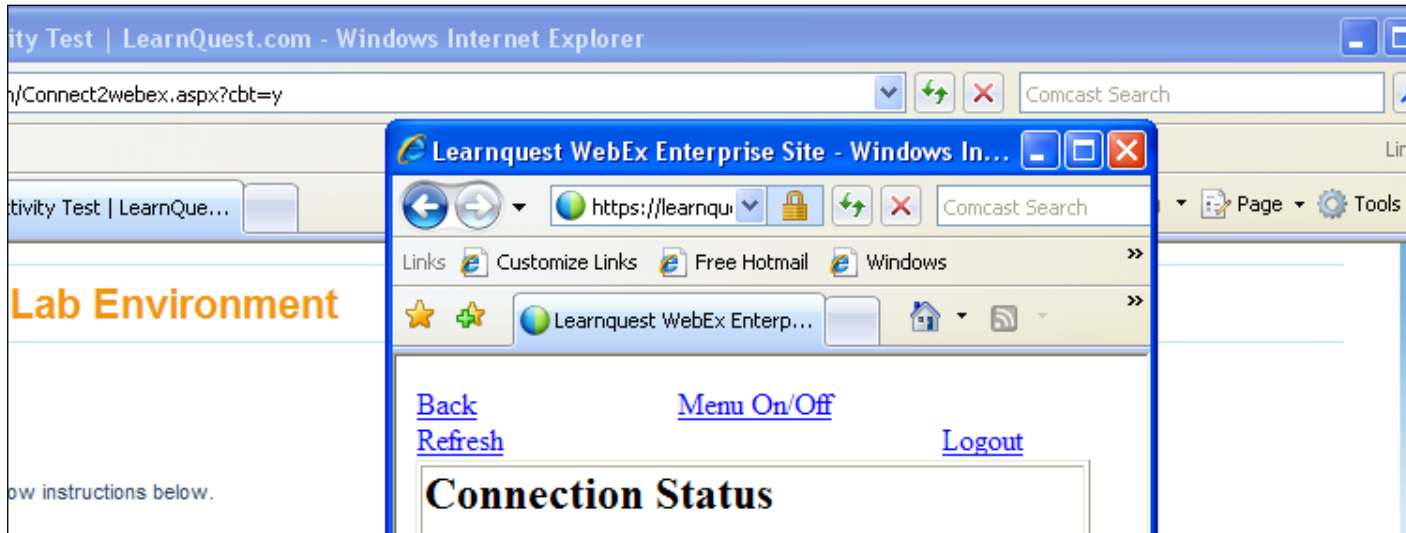 ity Test | LearnQuest.com - Windows Internet Explorer
n/Connect2webex.aspx?cbt=y
Comcast Search
Learnquest WebEx Enterprise Site - Windows In...
Lin
tivity Test | LearnQue...
https://learnqu
Comcast Search
Page
Tools
Links
Customize Links
Free Hotmail
Windows
Lab Environment
Learnquest WebEx Enterp...
Back
Menu On/Off
Refresh
Logout
ow instructions below.
Connection Status